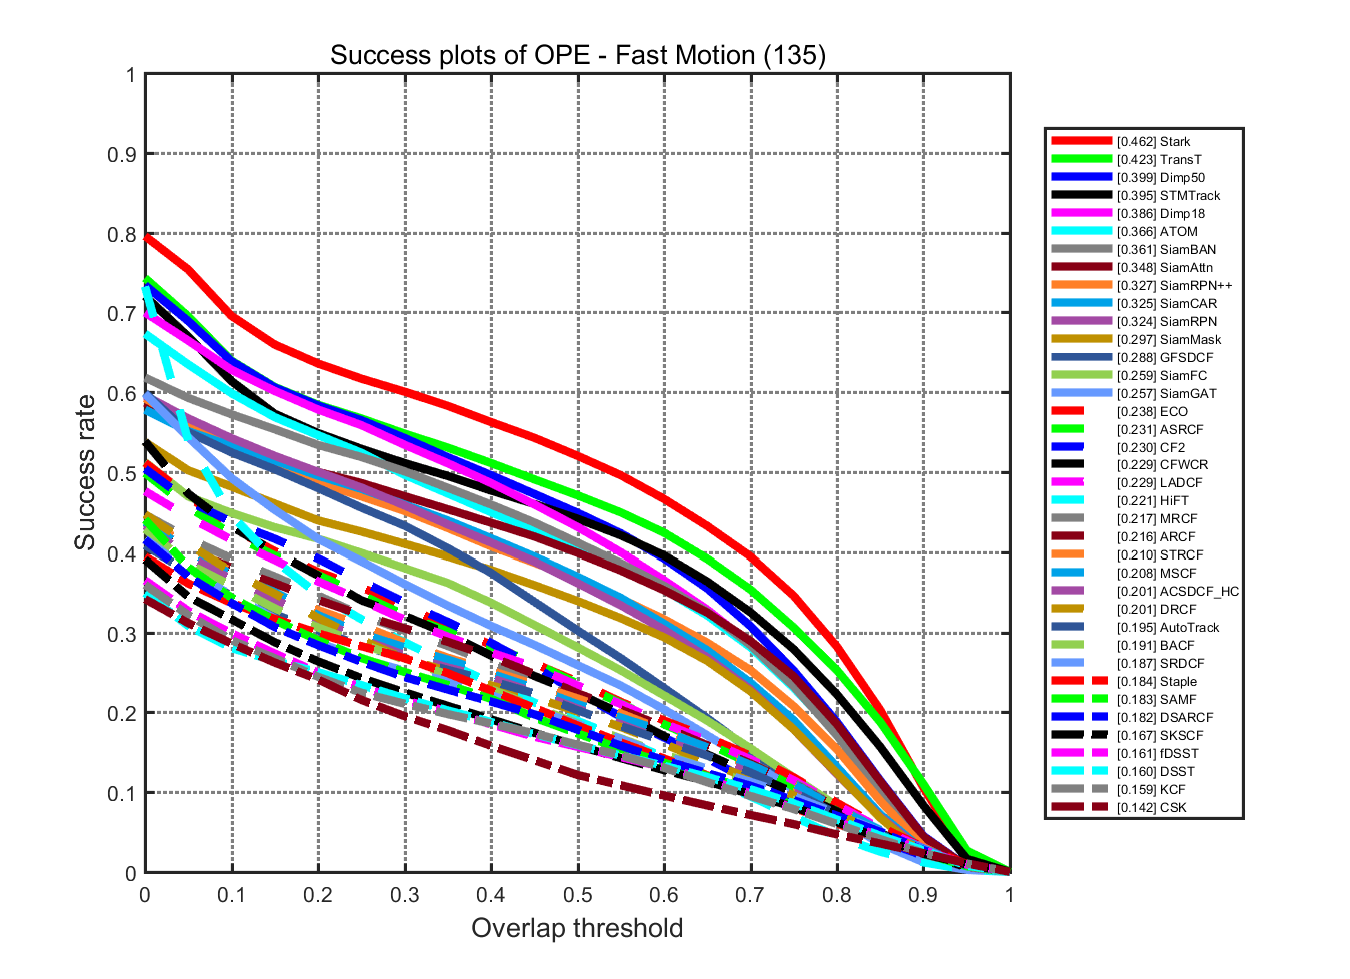 Success plots of OPE - Fast Motion (135)
1
0.9
0.8
0.7
0.6
0.5
0.4
0.3
0.2
0.1
0
Success rate
0 0.1 0.2 0.3 0.4 0.5 0.6 0.7 0.8 0.9 1
Overlap threshold
[0.462] Stark
[0.423] TransT
[0.399] Dimp50
[0.395] STMTrack
[0.386] Dimp18
[0.366] ATOM
[0.361] SiamBAN
[0.348] SiamAttn
[0.327] SiamRPN++
[0.325] SiamCAR
[0.324] SiamRPN
[0.297] SiamMask
[0.288] GFSDCF
[0.259] SiamFC
[0.257] SiamGAT
[0.238] ECO
[0.231] ASRCF
[0.230] CF2
[0.229] CFWCR
[0.229] LADCF
[0.221] HiFT
[0.217] MRCF
[0.216] ARCF
[0.210] STRCF
[0.208] MSCF
[0.201] ACSDCF_HC
[0.201] DRCF
[0.195] AutoTrack
[0.191] BACF
[0.187] SRDCF
[0.184] Staple
[0.183] SAMF
[0.182] DSARCF
[0.167] SKSCF
[0.161] fDSST
[0.160] DSST
[0.159] KCF
[0.142] CSK